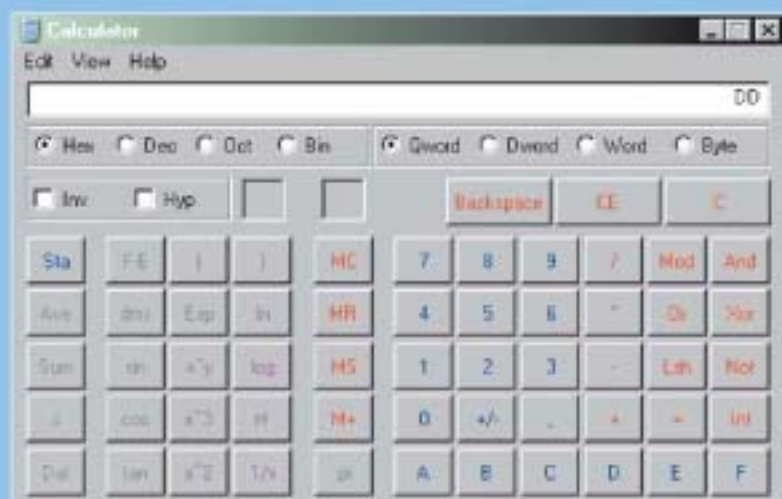 Calculator
Edit View Help
DD
Hex Dec Oct Bin Qword Dword Word Byte
Inv Hyp Backspace CE C
Sta F-E ( ) MC 7 8 9 / Mod And
Ave dms Exp ln MR 4 5 6 * Or Xor
Sum sin x^y log MS 1 2 3 - Lsh Not
s cos x^3 n! M+ 0 +/- . + = Int
Dat tan x^2 1/x pi A B C D E F